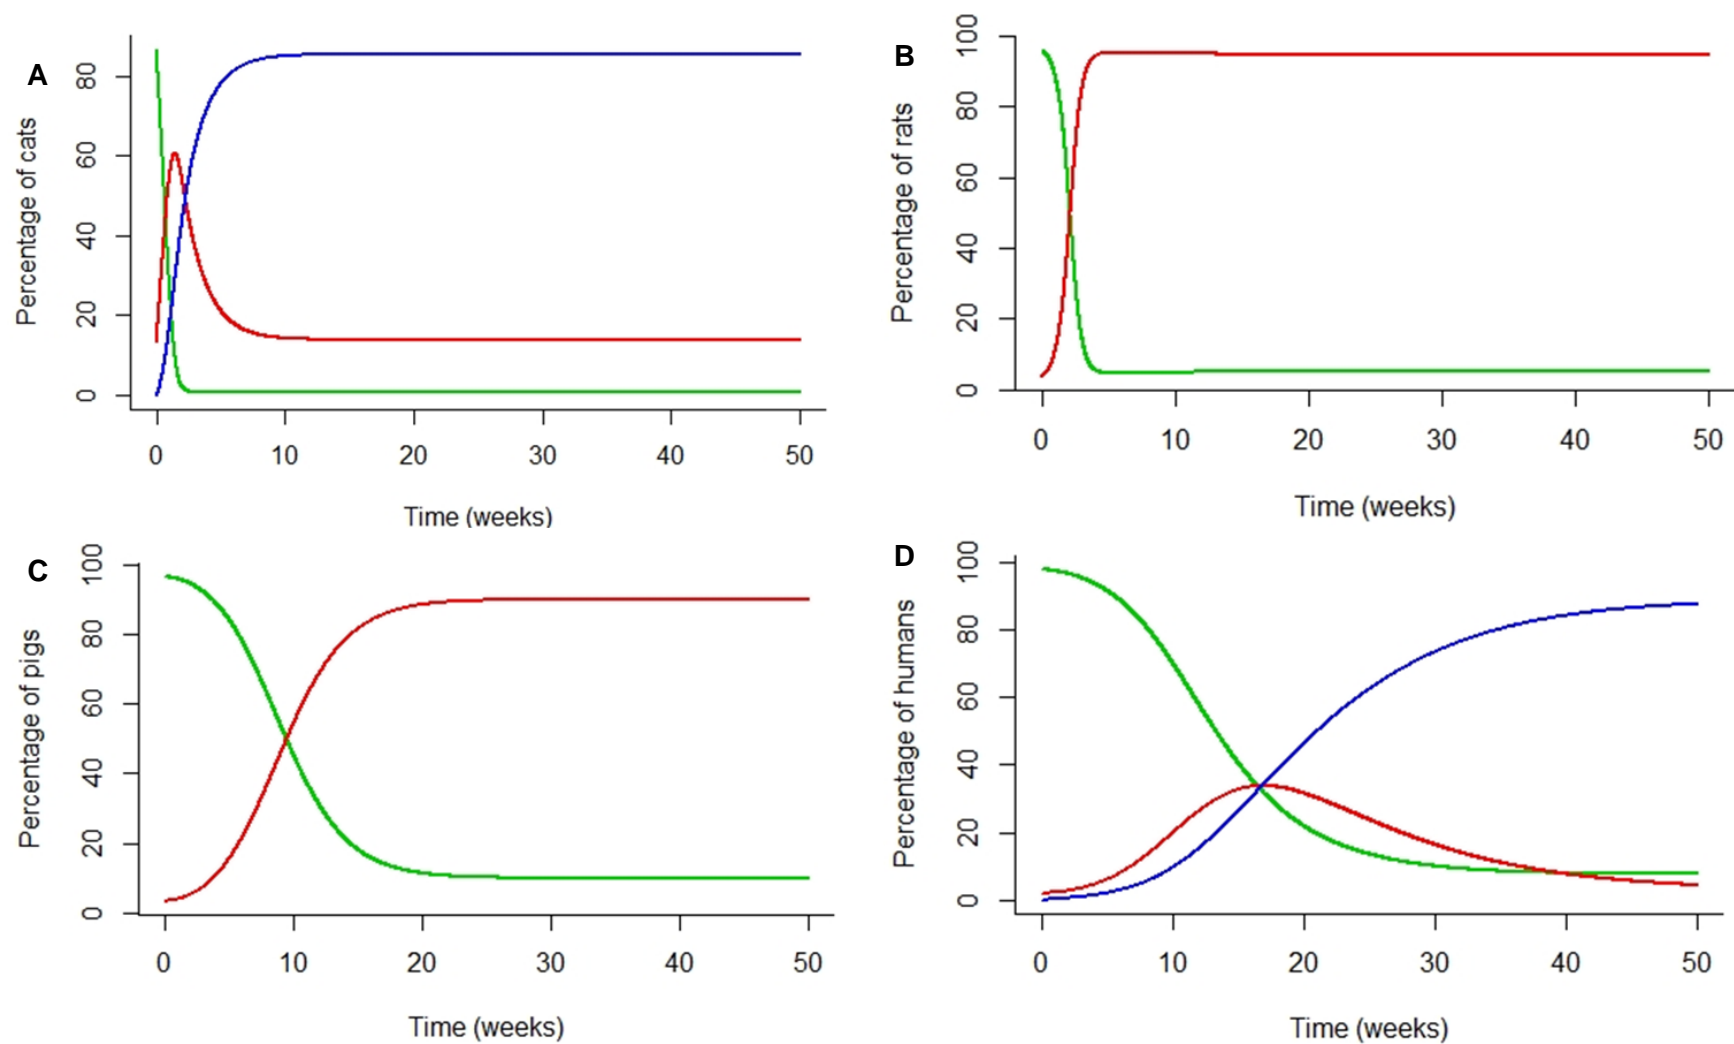 A
Percentage of cats
0 20 40 60 80
0 10 20 30 40 50
Time (weeks)
B
Percentage of rats
0 20 40 60 80 100
0 10 20 30 40 50
Time (weeks)
C
Percentage of pigs
0 20 40 60 80 100
0 10 20 30 40 50
Time (weeks)
D
Percentage of humans
0 20 40 60 80 100
0 10 20 30 40 50
Time (weeks)